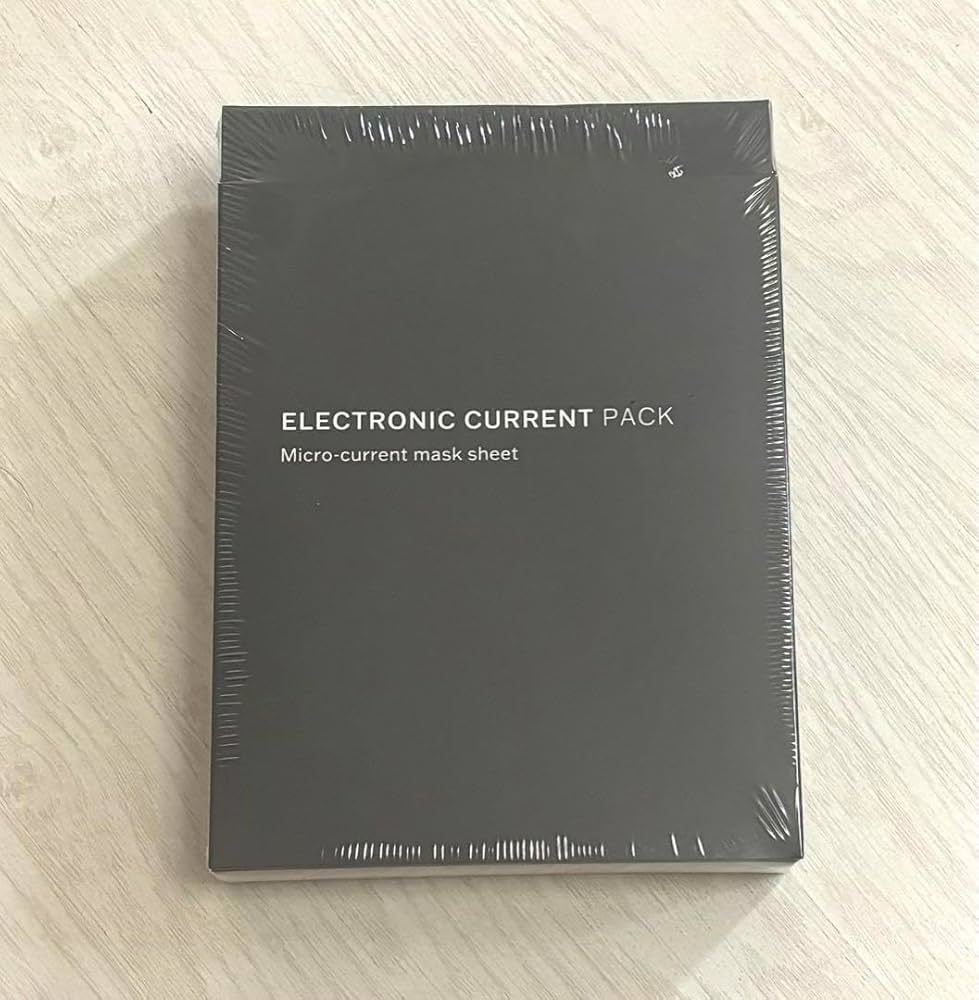 ELECTRONIC CURRENT PACK
Micro-current mask sheet